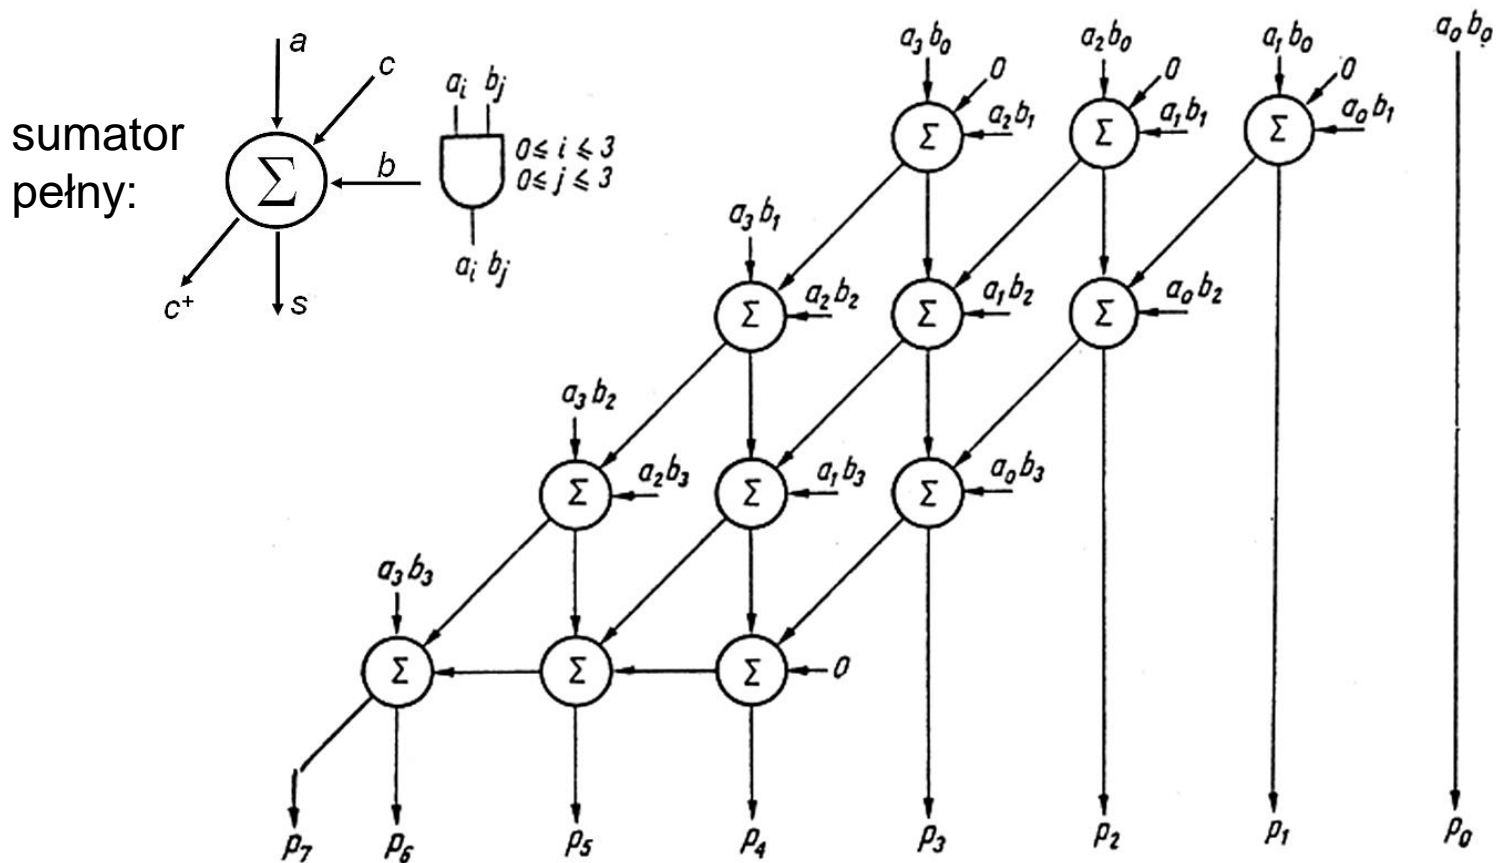 sumator
pełny:
a
c
Σ
b
c⁺
s
aᵢ bⱼ
0 ≤ i ≤ 3
0 ≤ j ≤ 3
aᵢ bⱼ
a₃b₀ a₂b₀ a₁b₀ a₀b₀
0 0 0
Σ a₂b₁ Σ a₁b₁ Σ a₀b₁
a₃b₁
Σ a₂b₂ Σ a₁b₂ Σ a₀b₂
a₃b₂
Σ a₂b₃ Σ a₁b₃ Σ a₀b₃
a₃b₃
Σ Σ Σ 0
p₇ p₆ p₅ p₄ p₃ p₂ p₁ p₀